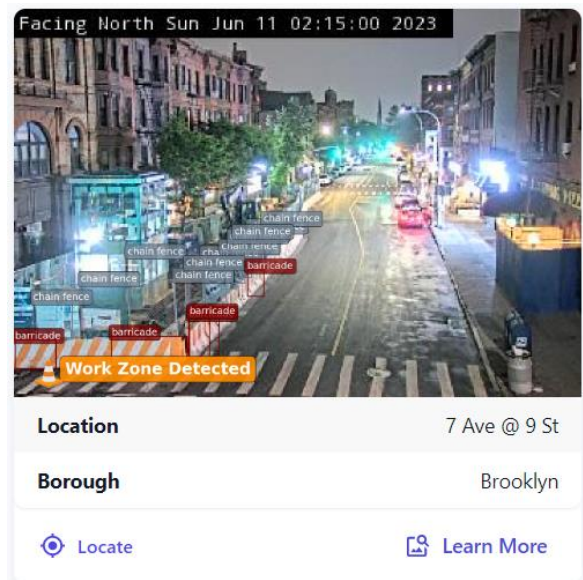 Facing North Sun Jun 11 02:15:00 2023
chain fence
chain fence
chain fence
chain fence
chain fence
barricade
chain fence
chain fence
chain fence
barricade
barricade
barricade
Work Zone Detected
Location 7 Ave @ 9 St
Borough Brooklyn
Locate Learn More